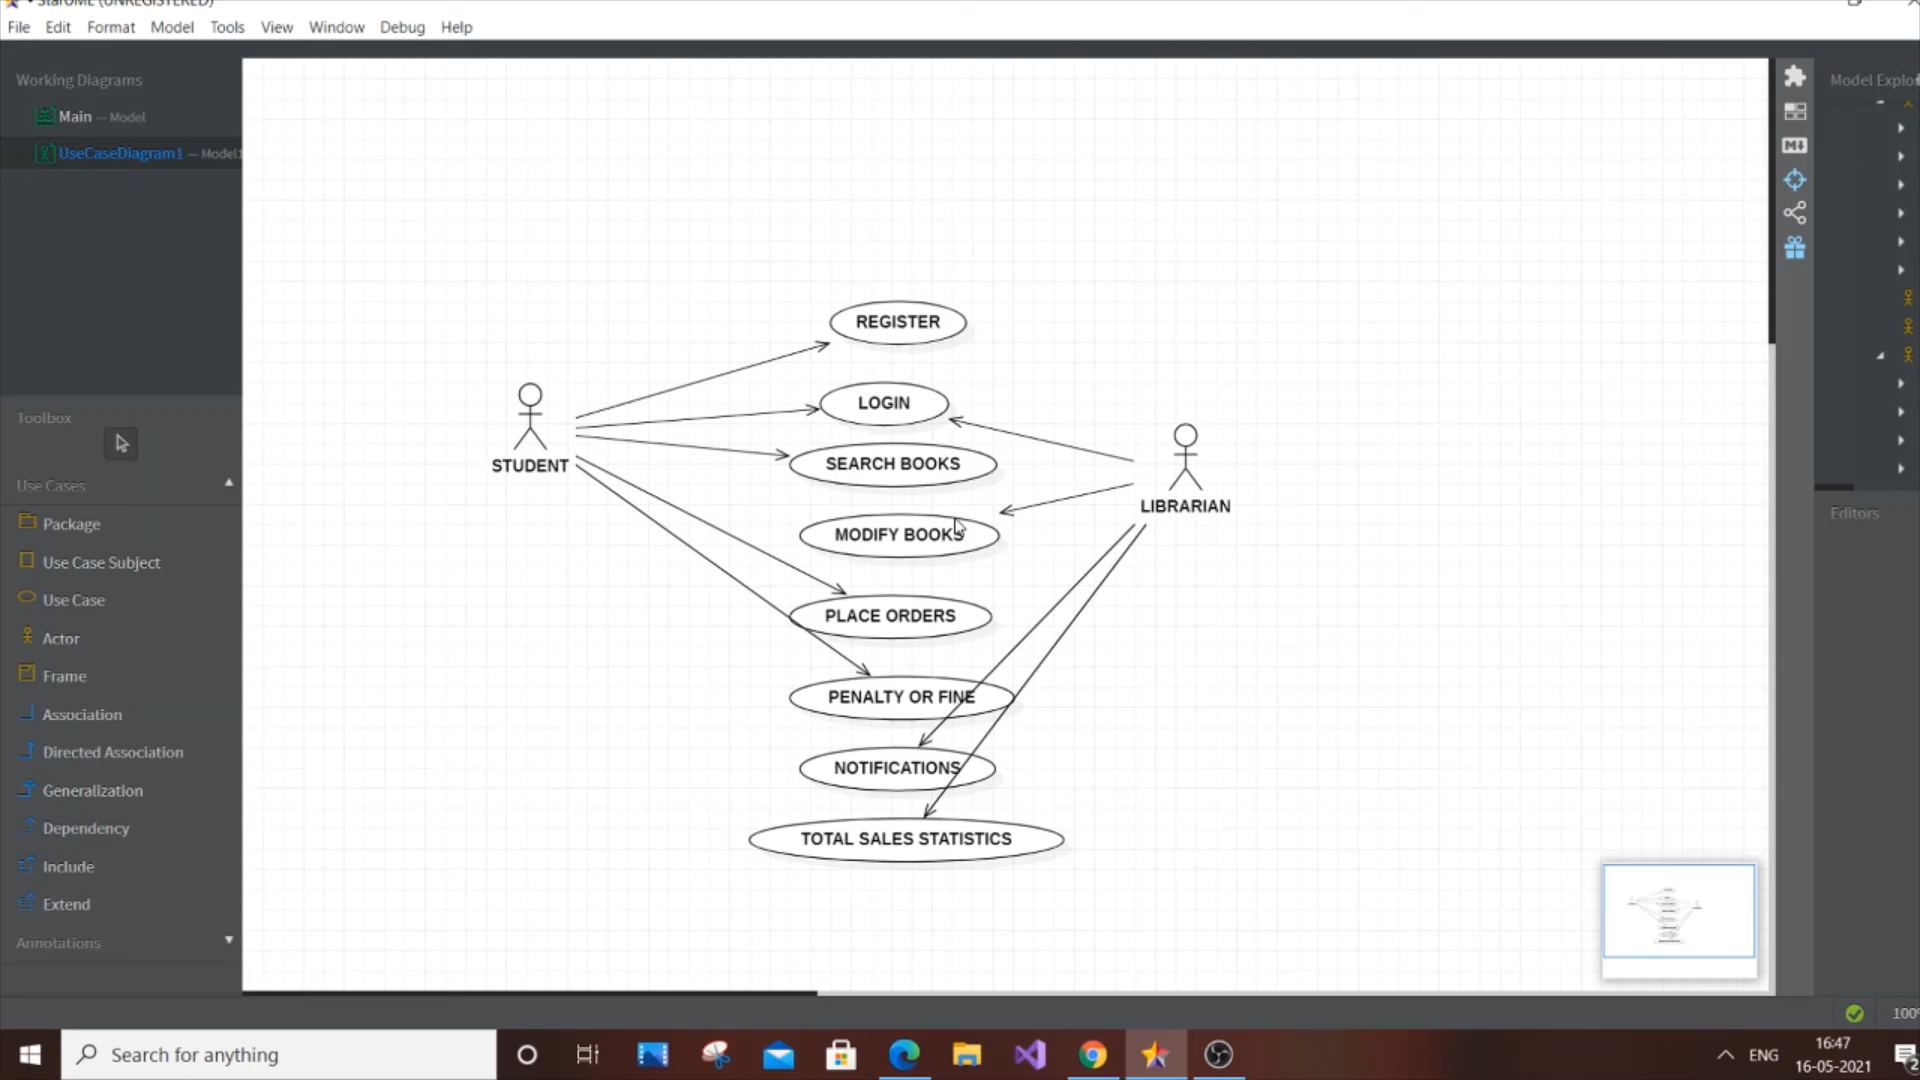 StarUML (UNREGISTERED)
File Edit Format Model Tools View Window Debug Help
Working Diagrams
Main — Model
UseCaseDiagram1 — Model1
Toolbox
Use Cases
Package
Use Case Subject
Use Case
Actor
Frame
Association
Directed Association
Generalization
Dependency
Include
Extend
Annotations
REGISTER
LOGIN
STUDENT
SEARCH BOOKS
LIBRARIAN
MODIFY BOOKS
PLACE ORDERS
PENALTY OR FINE
NOTIFICATIONS
TOTAL SALES STATISTICS
M
Model Explo
Editors
100%
Search for anything
ENG
16:47
16-05-2021
2